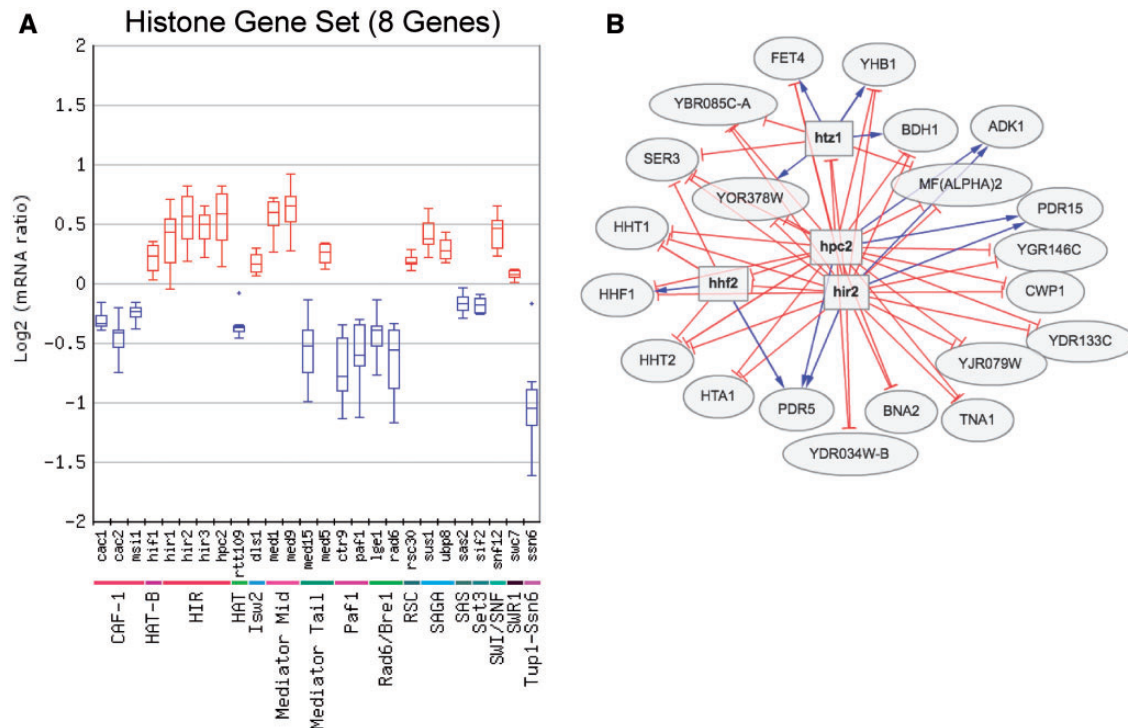 A
Histone Gene Set (8 Genes)
B
2
1.5
1
0.5
0
-0.5
-1
-1.5
-2
Log2 (mRNA ratio)
cac1
cac2
msi1
hif1
hir1
hir2
hir3
hpc2
rtt109
dls1
med1
med9
med15
med5
ctr9
paf1
lge1
rad6
rsc30
sus1
ubp8
sas2
sif2
snf12
swc7
ssn6
CAF-1
HAT-B
HIR
HAT
Isw2
Mediator Mid
Mediator Tail
Paf1
Rad6/Bre1
RSC
SAGA
SAS
Set3
SWI/SNF
SWR1
Tup1-Ssn6
FET4
YHB1
YBR085C-A
htz1
BDH1
ADK1
SER3
YOR378W
MF(ALPHA)2
PDR15
HHT1
hpc2
YGR146C
HHF1
hhf2
hir2
CWP1
YDR133C
HHT2
YJR079W
HTA1
PDR5
BNA2
TNA1
YDR034W-B